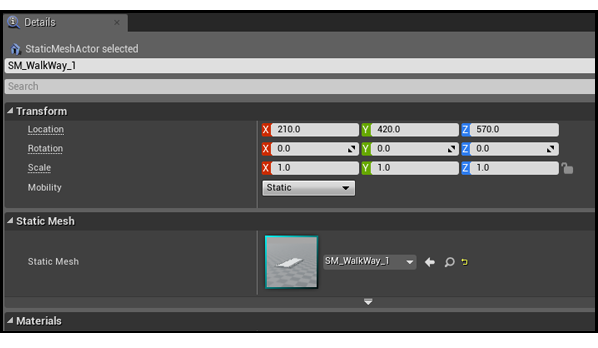 Details
StaticMeshActor selected
SM_WalkWay_1
Search
Transform
Location X 210.0 Y 420.0 Z 570.0
Rotation X 0.0 Y 0.0 Z 0.0
Scale X 1.0 Y 1.0 Z 1.0
Mobility Static
Static Mesh
Static Mesh SM_WalkWay_1
Materials